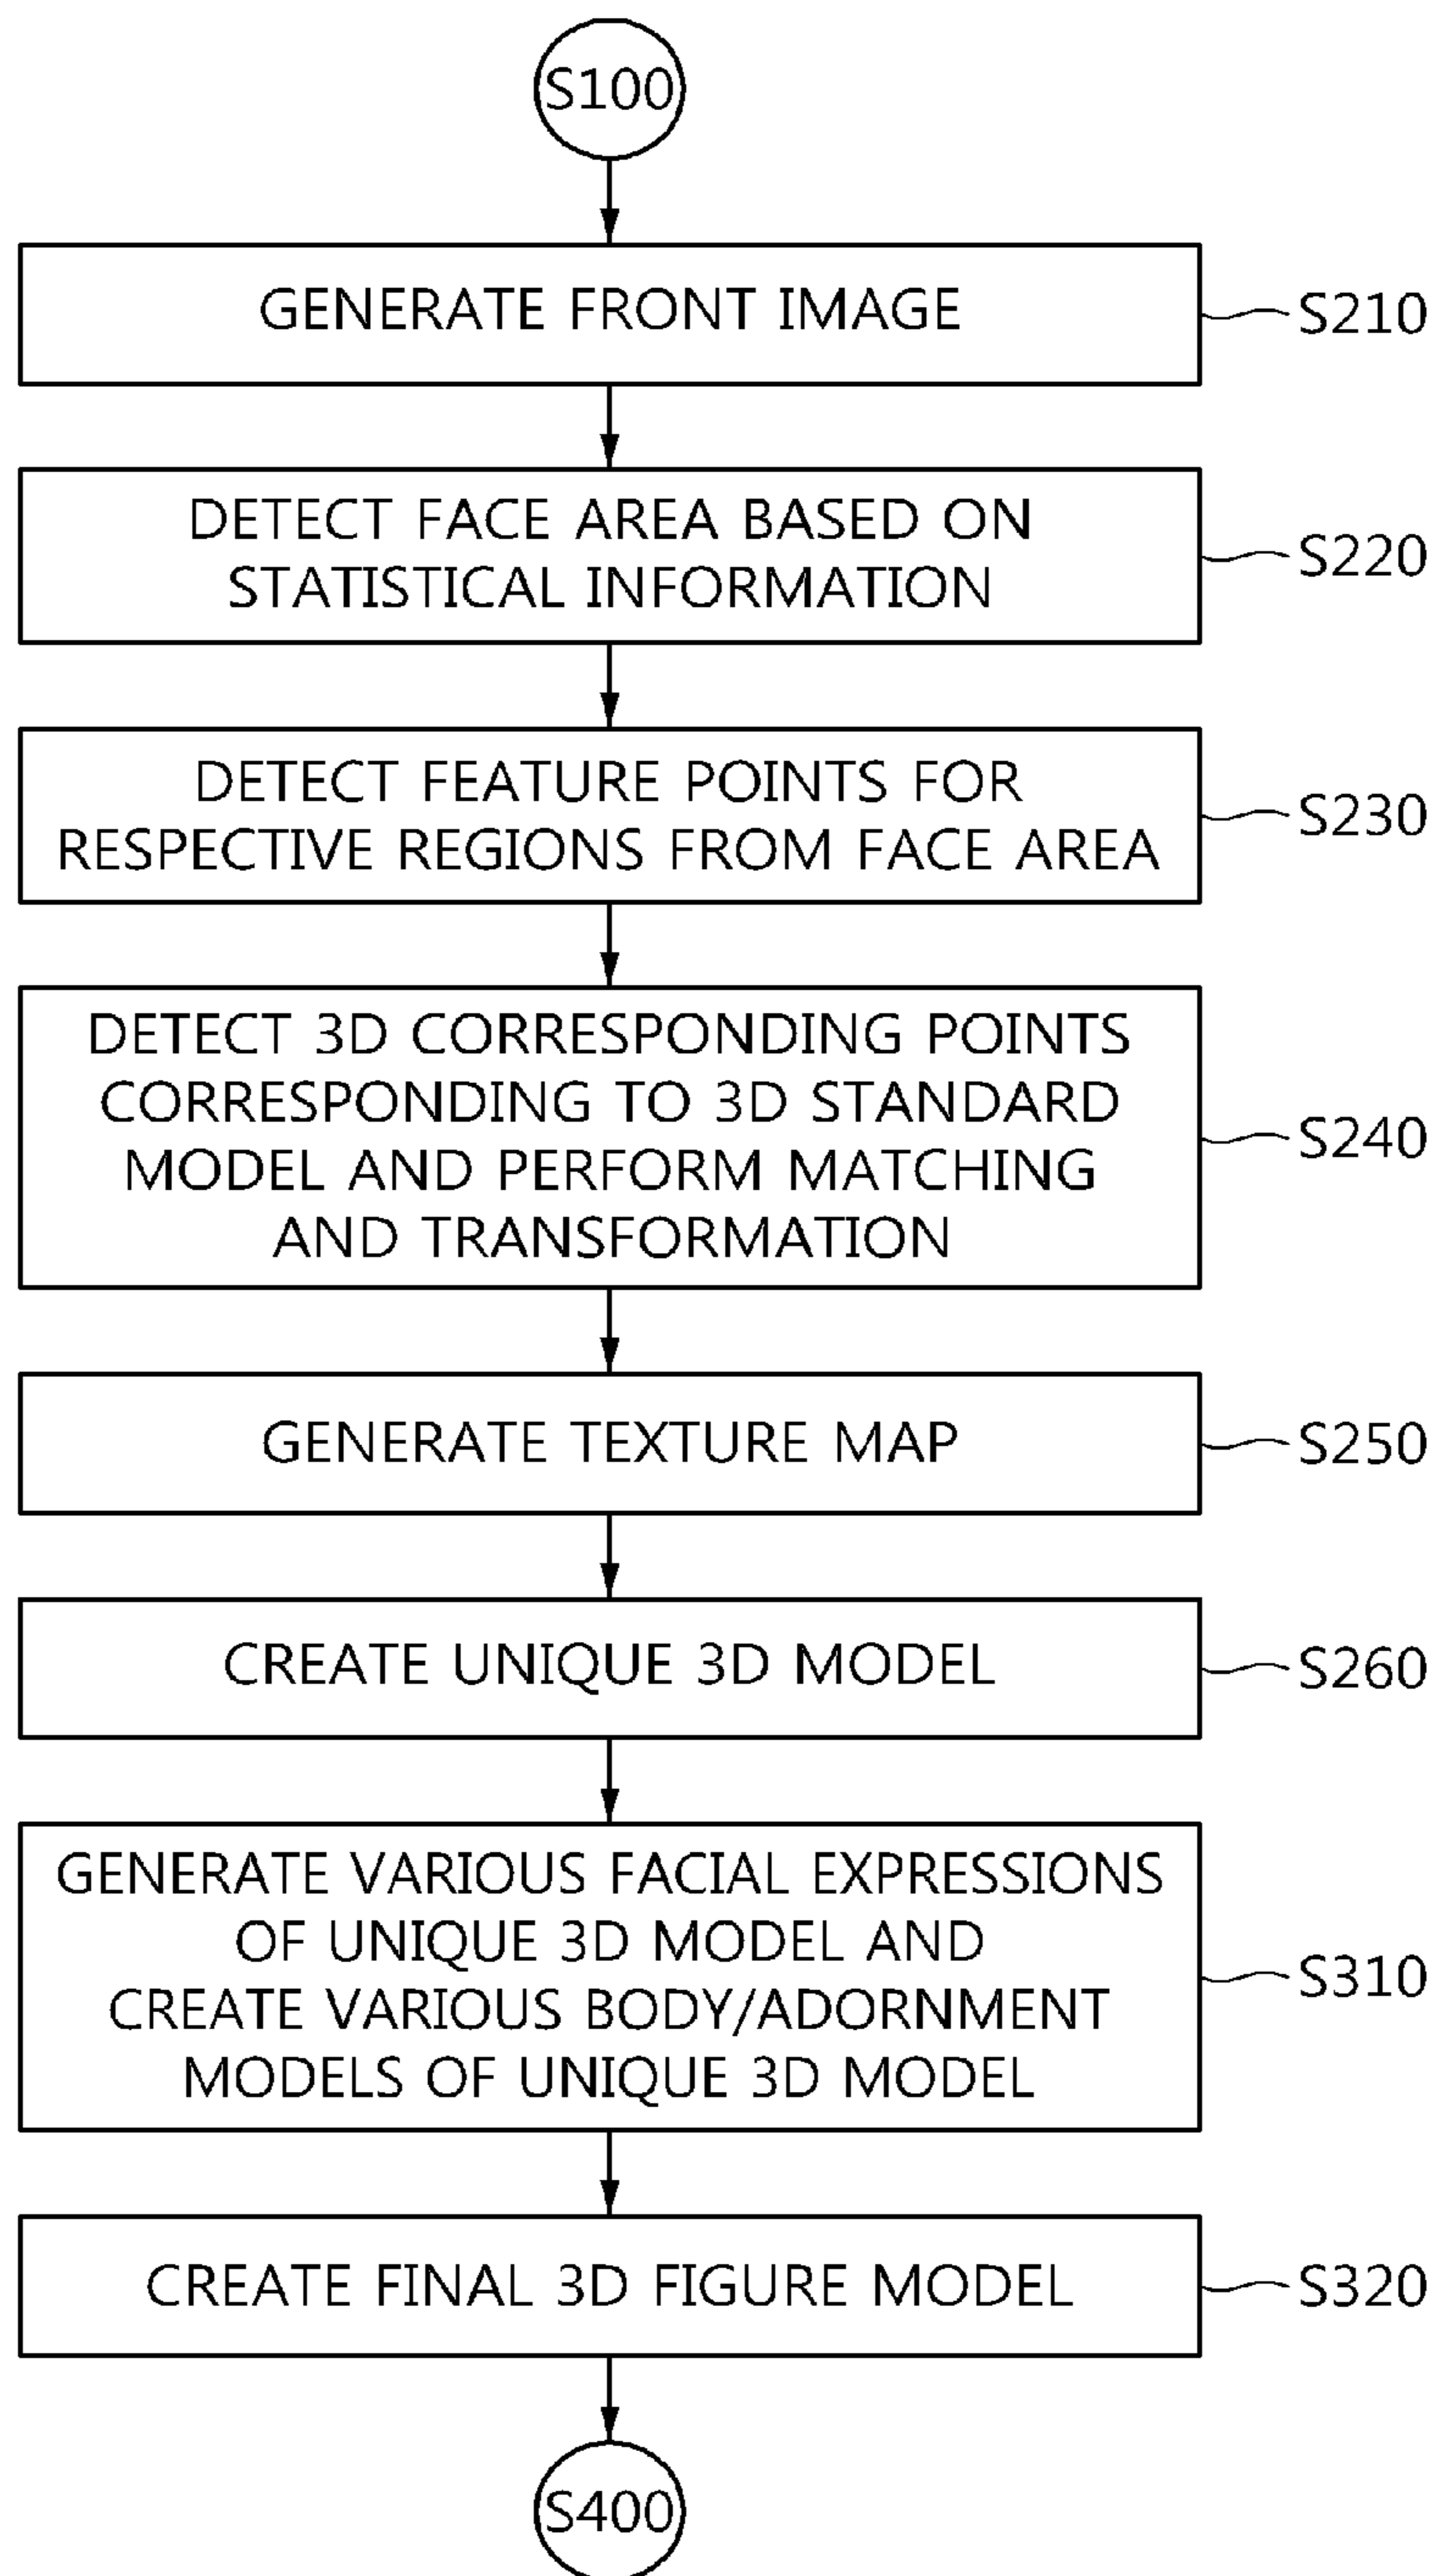 S100
GENERATE FRONT IMAGE
S210
DETECT FACE AREA BASED ON
STATISTICAL INFORMATION
S220
DETECT FEATURE POINTS FOR
RESPECTIVE REGIONS FROM FACE AREA
S230
DETECT 3D CORRESPONDING POINTS
CORRESPONDING TO 3D STANDARD
MODEL AND PERFORM MATCHING
AND TRANSFORMATION
S240
GENERATE TEXTURE MAP
S250
CREATE UNIQUE 3D MODEL
S260
GENERATE VARIOUS FACIAL EXPRESSIONS
OF UNIQUE 3D MODEL AND
CREATE VARIOUS BODY/ADORNMENT
MODELS OF UNIQUE 3D MODEL
S310
CREATE FINAL 3D FIGURE MODEL
S320
S400